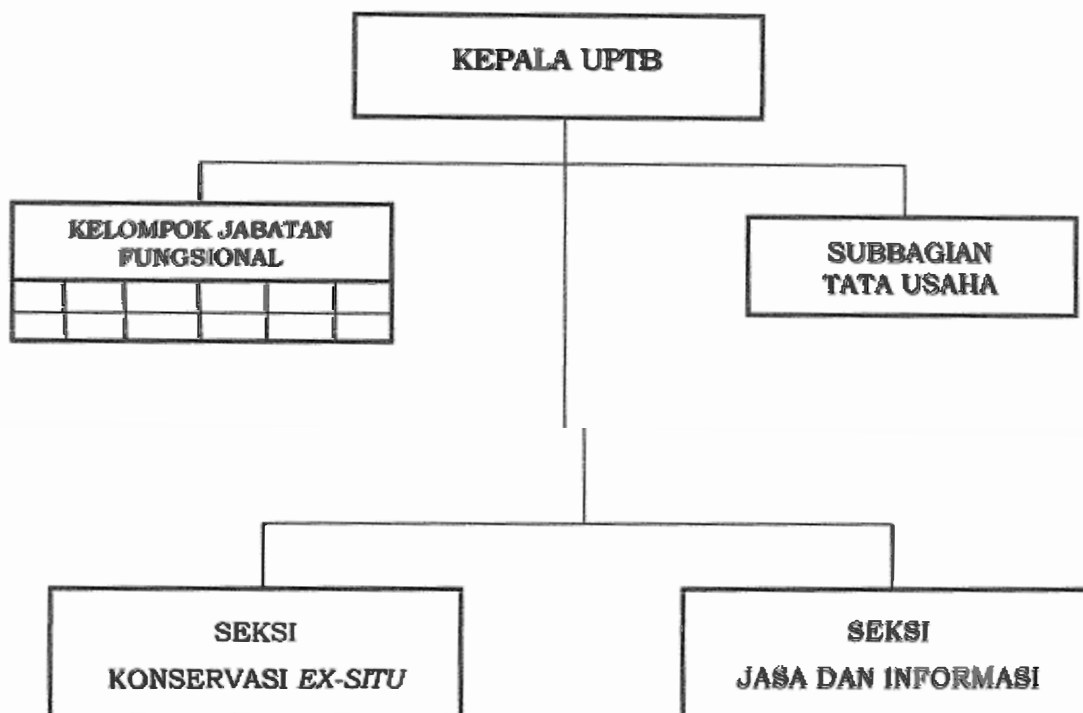 KEPALA UPTB
KELOMPOK JABATAN
FUNGSIONAL
SUBBAGIAN
TATA USAHA
SEKSI
KONSERVASI EX-SITU
SEKSI
JASA DAN INFORMASI